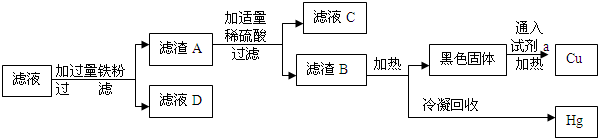 滤液
加过量铁粉
过 滤
滤渣 A
滤液 D
加适量
稀硫酸
过滤
滤液 C
滤渣 B
加热
黑色固体
通入
试剂 a
加热
Cu
冷凝回收
Hg